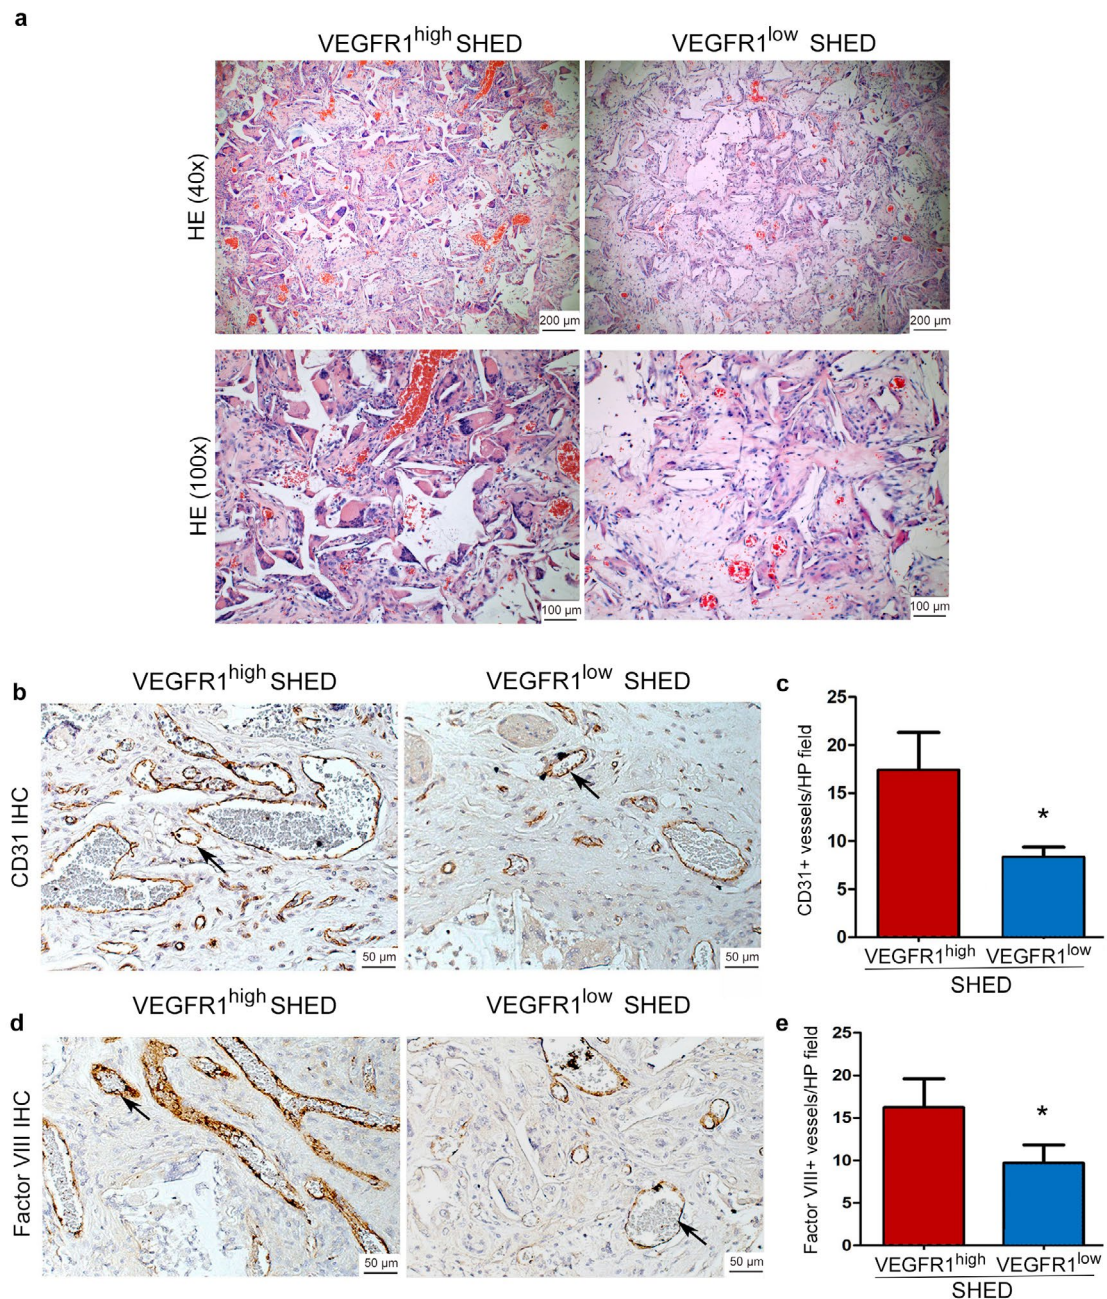 a
VEGFR1high SHED
VEGFR1low SHED
HE (40x)
200 µm
200 µm
HE (100x)
100 µm
100 µm
b
VEGFR1high SHED
VEGFR1low SHED
CD31 IHC
50 µm
50 µm
c
CD31+ vessels/HP field
25
20
15
10
5
0
*
VEGFR1high
VEGFR1low
SHED
d
VEGFR1high SHED
VEGFR1low SHED
Factor VIII IHC
50 µm
50 µm
e
Factor VIII+ vessels/HP field
25
20
15
10
5
0
*
VEGFR1high
VEGFR1low
SHED